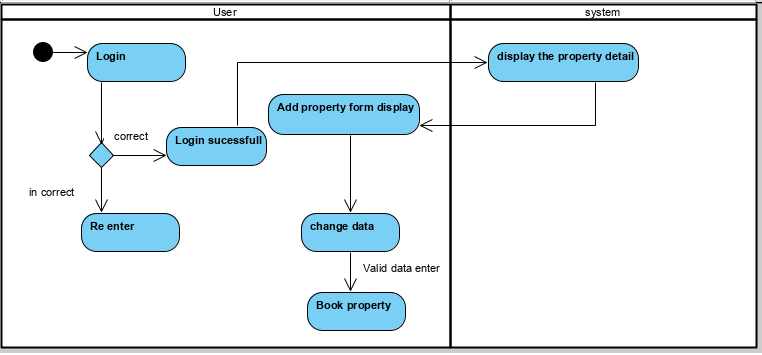 User
system
Login
display the property detail
Add property form display
correct
Login sucessfull
in correct
Re enter
change data
Valid data enter
Book property